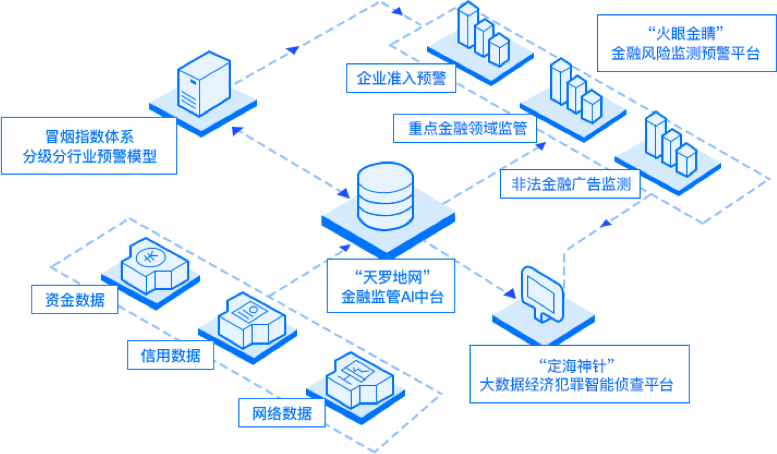 “火眼金睛”
金融风险监测预警平台
企业准入预警
冒烟指数体系
分级分行业预警模型
重点金融领域监管
非法金融广告监测
“天罗地网”
金融监管AI中台
资金数据
信用数据
网络数据
“定海神针”
大数据经济犯罪智能侦查平台